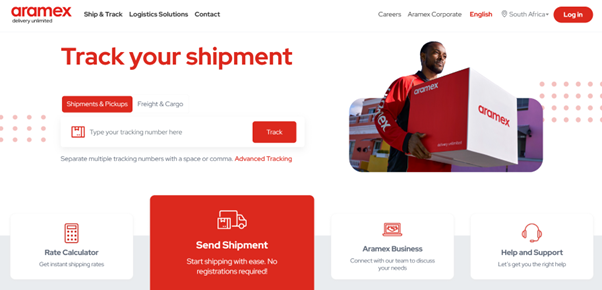 aramex
delivery unlimited
Ship & Track
Logistics Solutions
Contact
Careers
Aramex Corporate
English
South Africa
Log in
Track your shipment
Shipments & Pickups
Freight & Cargo
Type your tracking number here
Track
Separate multiple tracking numbers with a space or comma. Advanced Tracking
aramex
aramex
Rate Calculator
Get instant shipping rates
Send Shipment
Start shipping with ease. No
registrations required!
Aramex Business
Connect with our team to discuss
your needs
Help and Support
Let's get you the right help